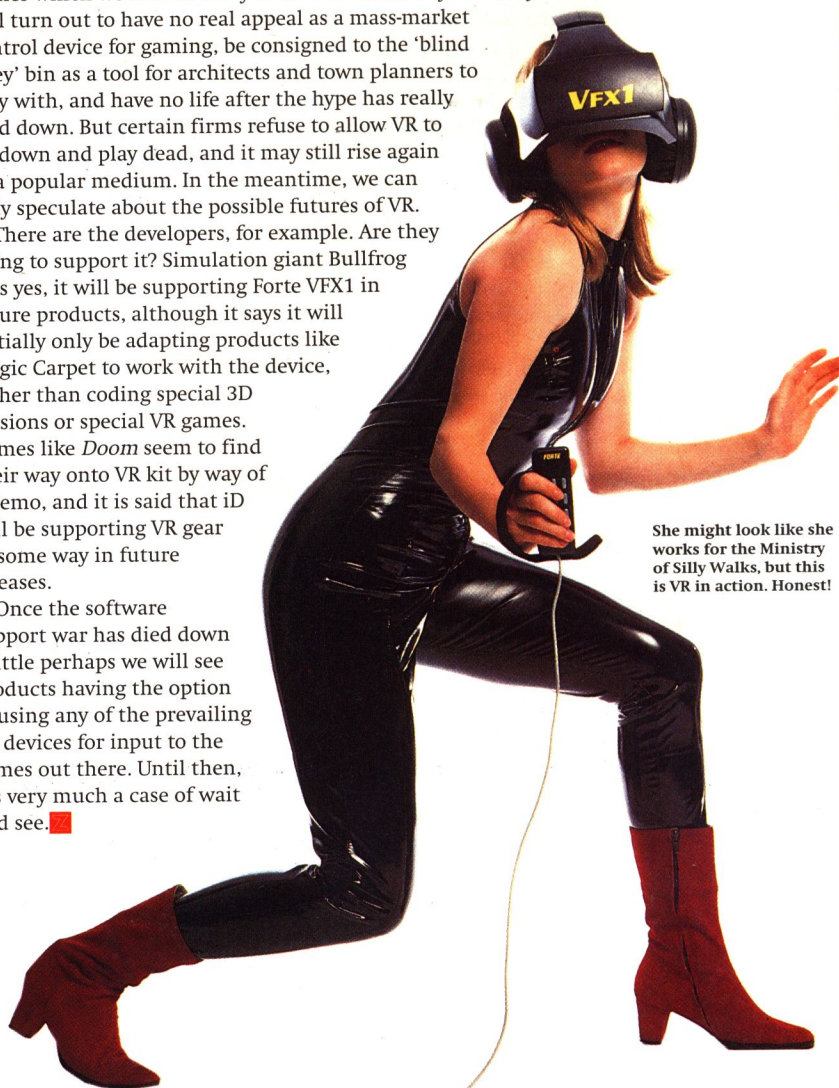 l turn out to have no real appeal as a mass-market
ntrol device for gaming, be consigned to the ‘blind
ey’ bin as a tool for architects and town planners to
y with, and have no life after the hype has really
d down. But certain firms refuse to allow VR to
down and play dead, and it may still rise again
a popular medium. In the meantime, we can
y speculate about the possible futures of VR.
There are the developers, for example. Are they
ng to support it? Simulation giant Bullfrog
s yes, it will be supporting Forte VFX1 in
ure products, although it says it will
tially only be adapting products like
gic Carpet to work with the device,
her than coding special 3D
sions or special VR games.
mes like Doom seem to find
eir way onto VR kit by way of
emo, and it is said that iD
l be supporting VR gear
some way in future
eases.
Once the software
pport war has died down
ittle perhaps we will see
oducts having the option
using any of the prevailing
devices for input to the
mes out there. Until then,
s very much a case of wait
d see. Z
VFX1
FORTE
She might look like she
works for the Ministry
of Silly Walks, but this
is VR in action. Honest!